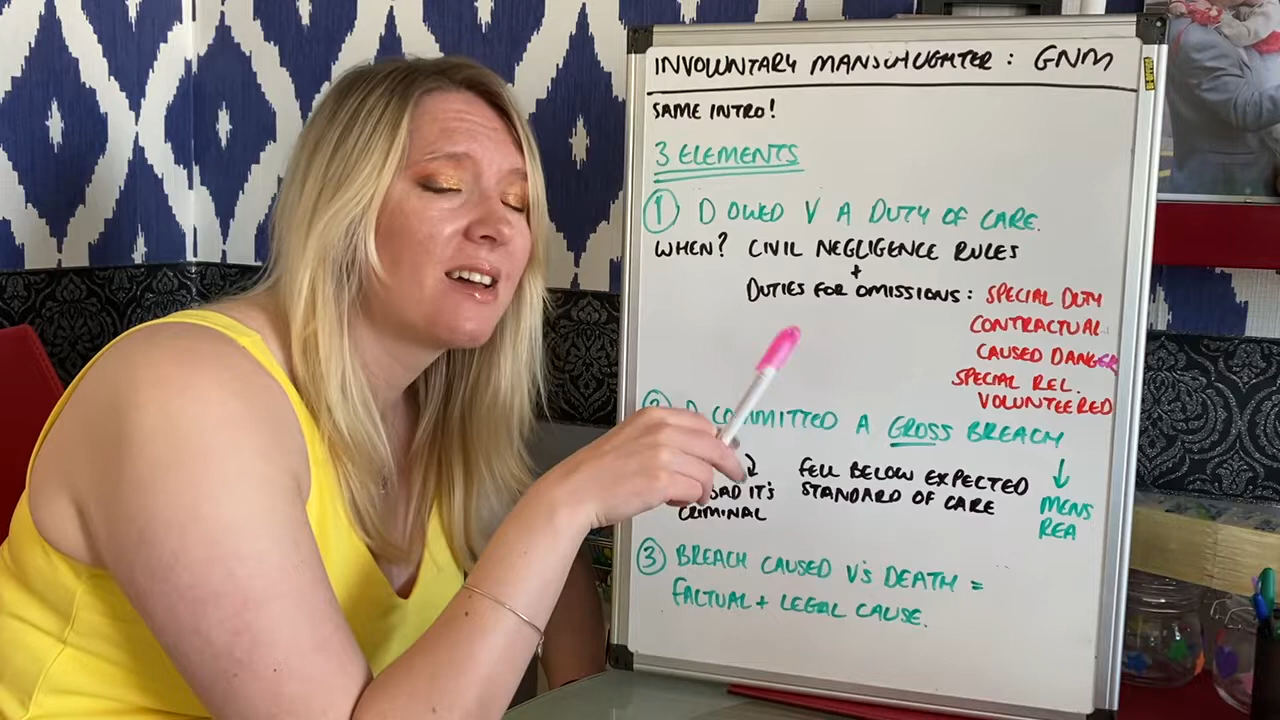 INVOLUNTARY MANSLAUGHTER: GNM
SAME INTRO!
3 ELEMENTS
① D OWED V A DUTY OF CARE.
WHEN? CIVIL NEGLIGENCE RULES
+
DUTIES FOR OMISSIONS: SPECIAL DUTY
CONTRACTUAL
CAUSED DANGER
SPECIAL REL.
VOLUNTEERED
COMMITTED A GROSS BREACH
FELL BELOW EXPECTED
IT'S STANDARD OF CARE
CRIMINAL
MENS
REA
③ BREACH CAUSED V'S DEATH =
FACTUAL + LEGAL CAUSE.